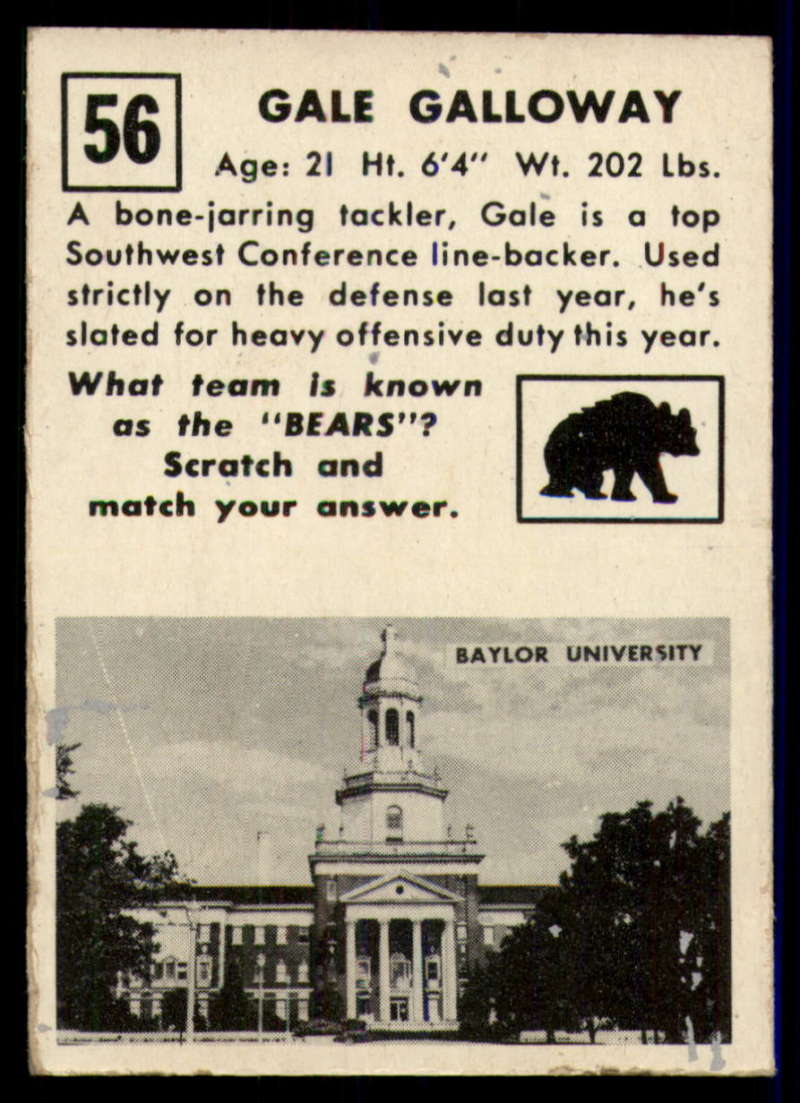 56
GALE GALLOWAY
Age: 21 Ht. 6'4" Wt. 202 Lbs.
A bone-jarring tackler, Gale is a top
Southwest Conference line-backer. Used
strictly on the defense last year, he's
slated for heavy offensive duty this year.
What team is known
as the "BEARS"?
Scratch and
match your answer.
BAYLOR UNIVERSITY